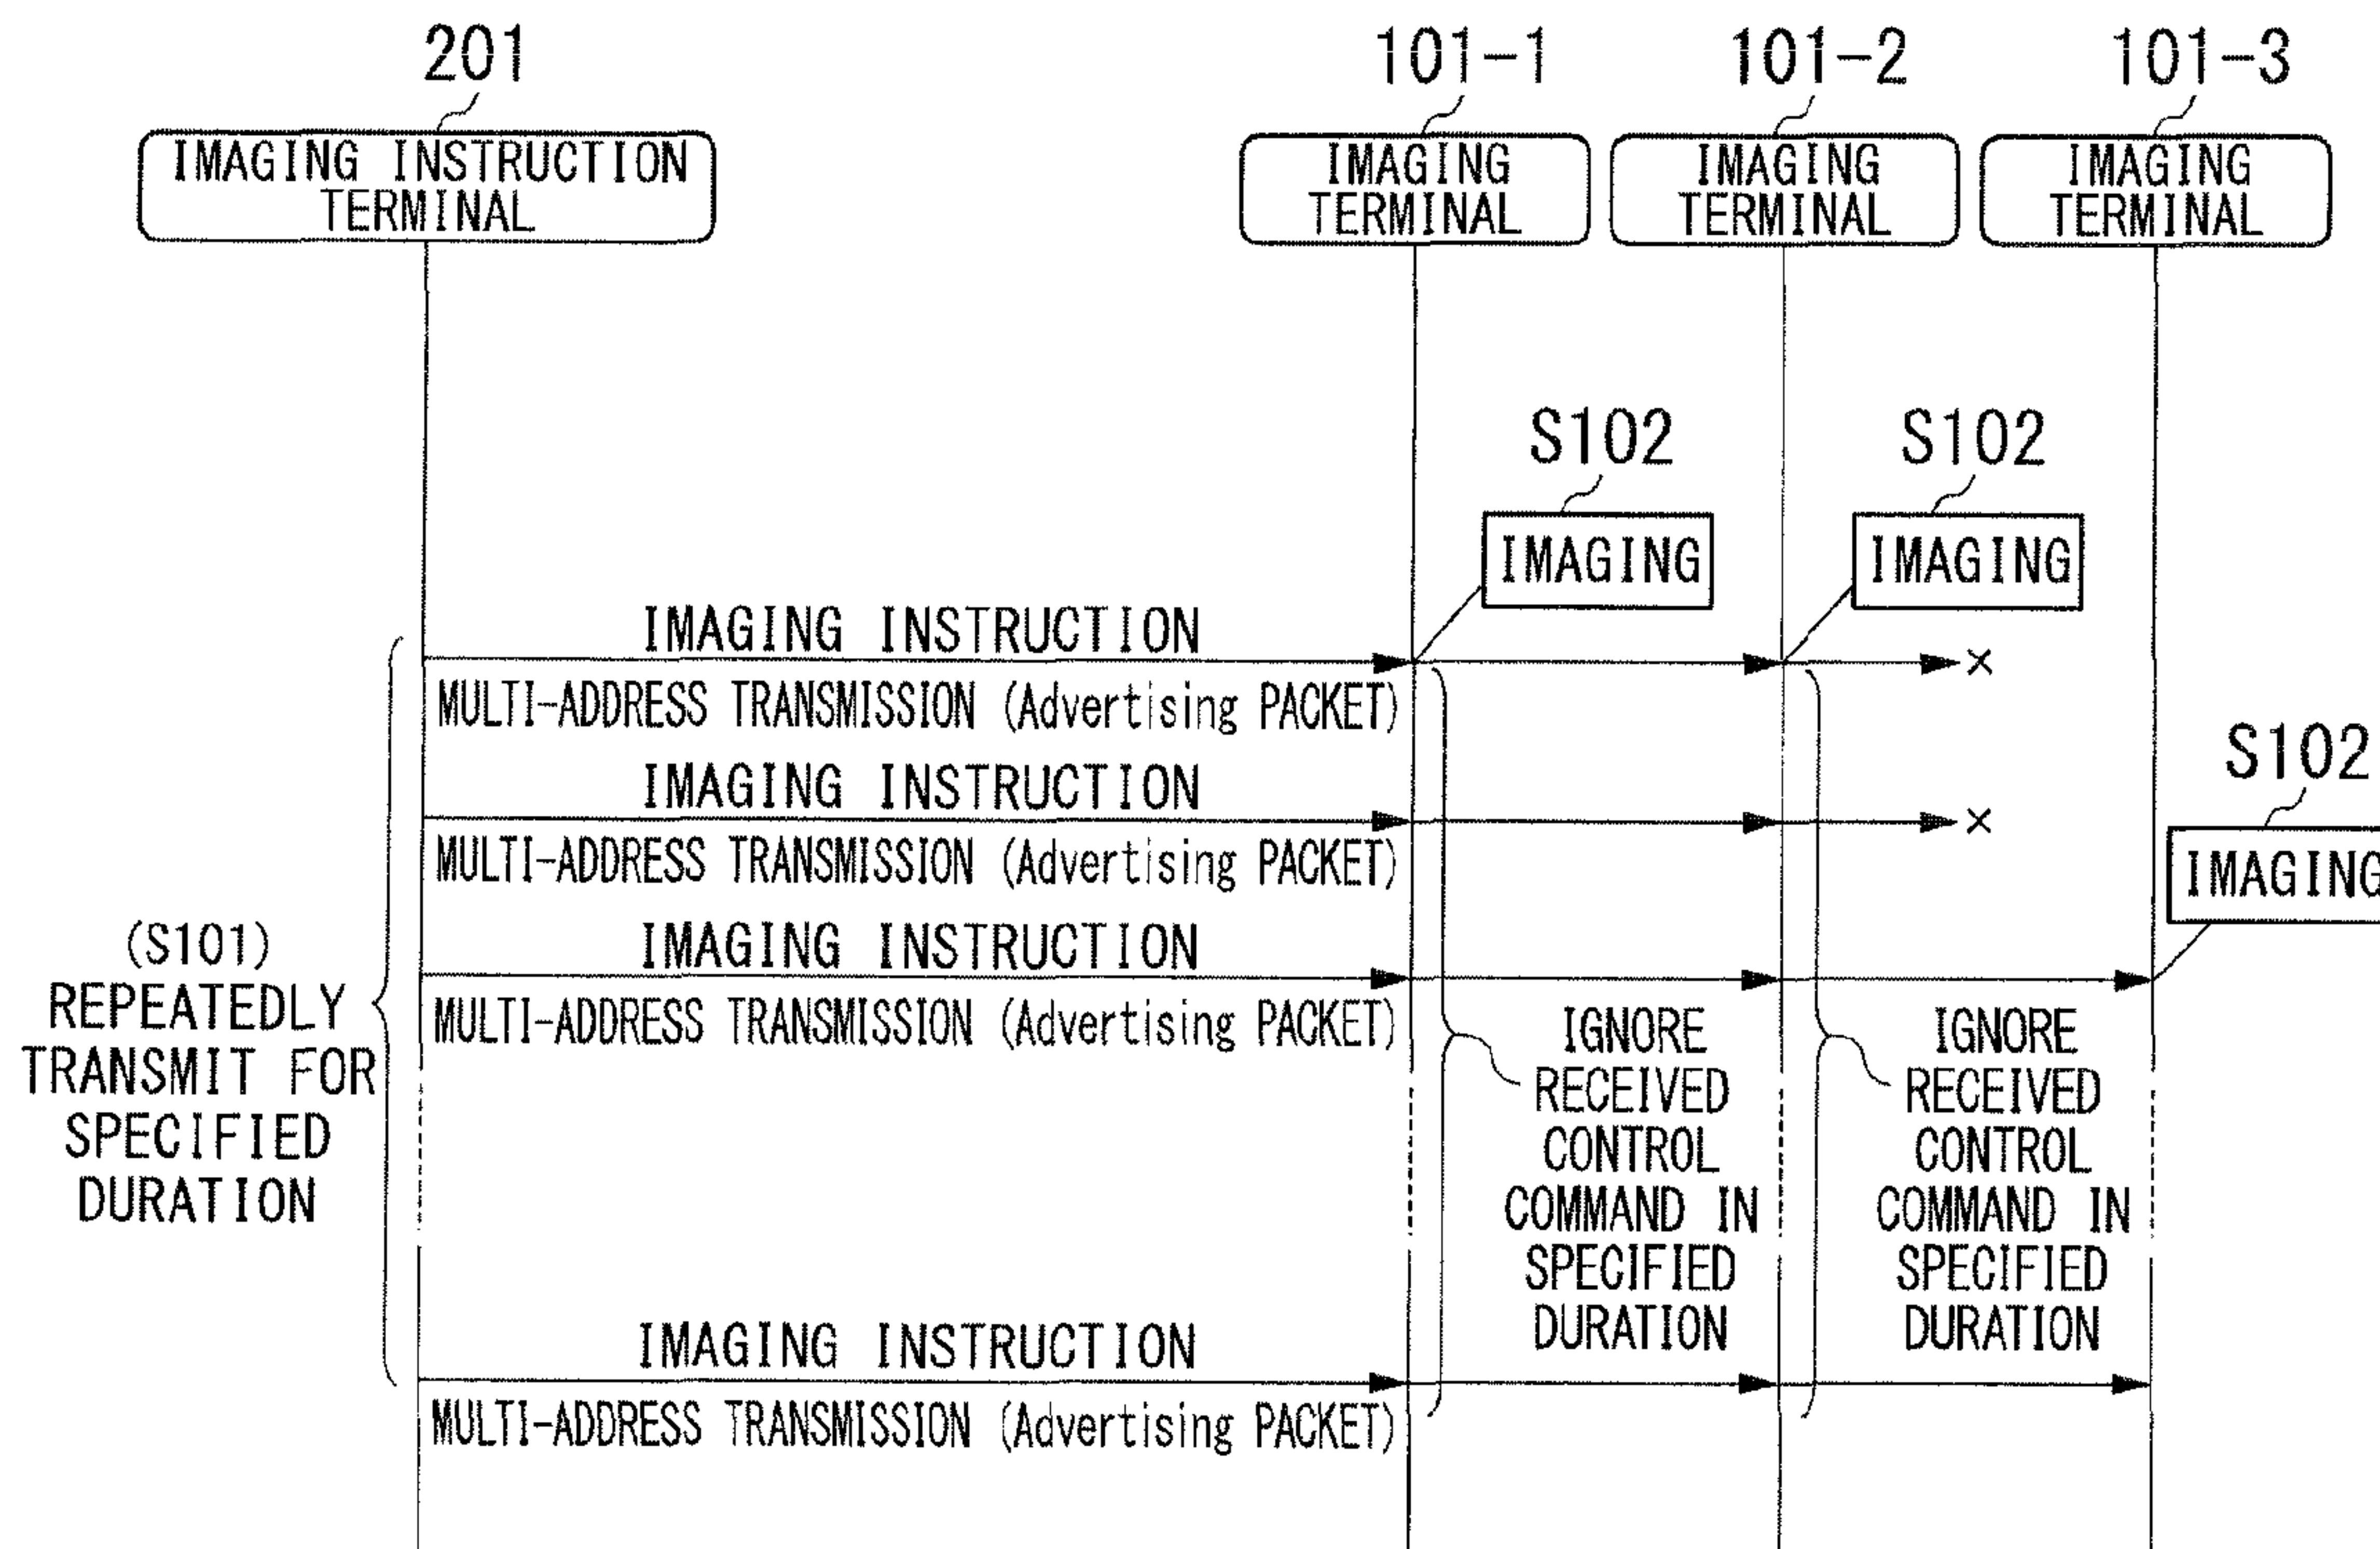 201
101-1
101-2
101-3
IMAGING INSTRUCTION
TERMINAL
IMAGING
TERMINAL
IMAGING
TERMINAL
IMAGING
TERMINAL
S102
S102
IMAGING
IMAGING
IMAGING INSTRUCTION
MULTI-ADDRESS TRANSMISSION (Advertising PACKET)
S102
IMAGING INSTRUCTION
MULTI-ADDRESS TRANSMISSION (Advertising PACKET)
IMAGING
IMAGING INSTRUCTION
MULTI-ADDRESS TRANSMISSION (Advertising PACKET)
(S101)
REPEATEDLY
TRANSMIT FOR
SPECIFIED
DURATION
IGNORE
RECEIVED
CONTROL
COMMAND IN
SPECIFIED
DURATION
IGNORE
RECEIVED
CONTROL
COMMAND IN
SPECIFIED
DURATION
IMAGING INSTRUCTION
MULTI-ADDRESS TRANSMISSION (Advertising PACKET)